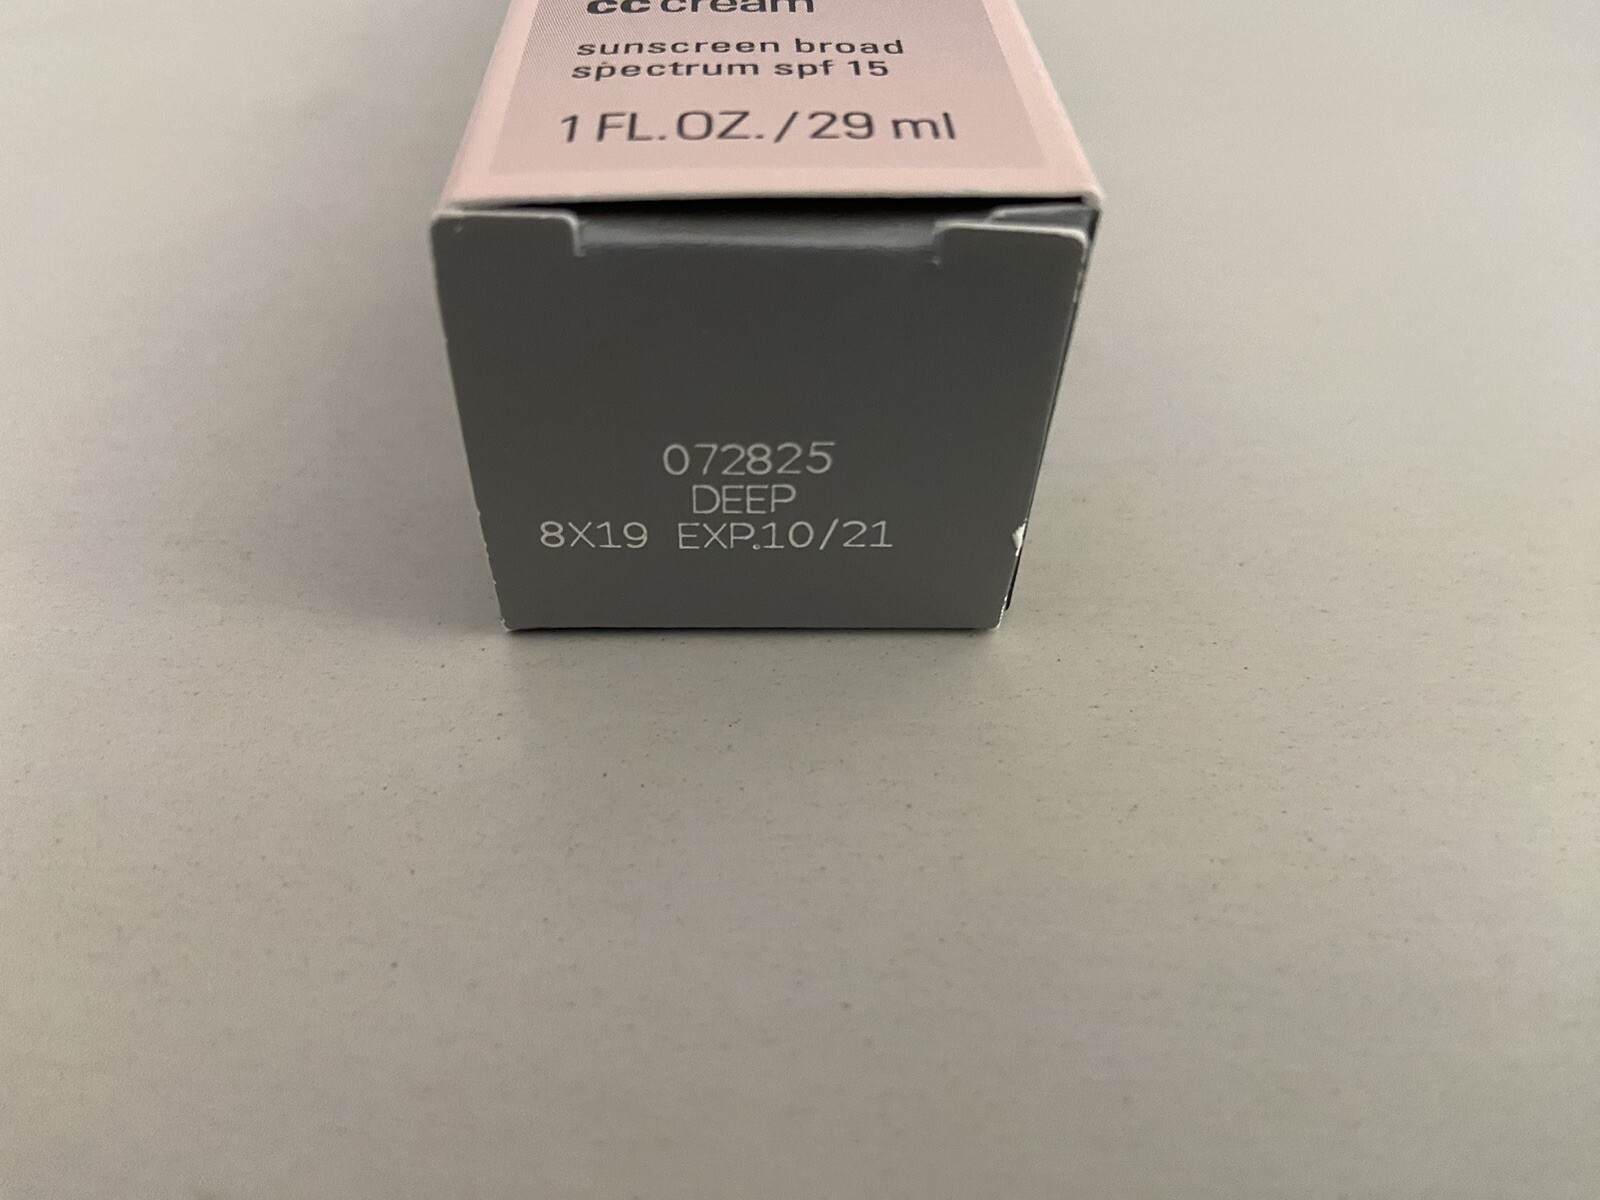 cc cream
sunscreen broad
spectrum spf 15
1 FL.OZ./29 ml
072825
DEEP
8X19 EXP.10/21